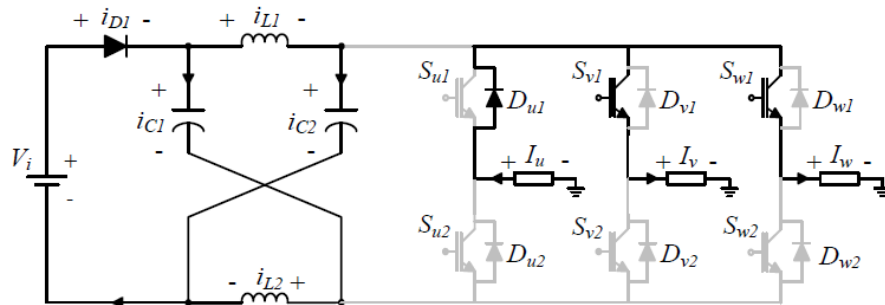 + iD1 - + iL1 -
+ iC1 -
+ iC2 -
Vi + -
- iL2 +
Su1 Du1 Sv1 Dv1 Sw1 Dw1
+ Iu - + Iv - + Iw -
Su2 Du2 Sv2 Dv2 Sw2 Dw2